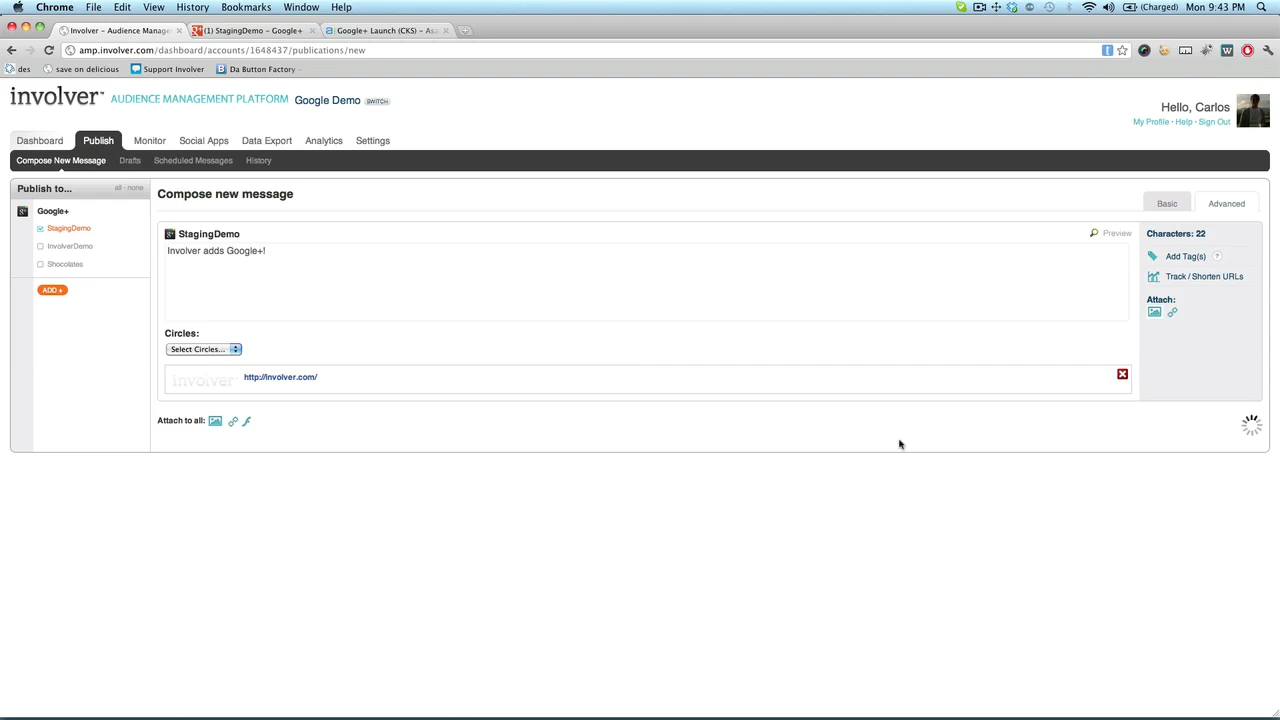 Chrome File Edit View History Bookmarks Window Help (Charged) Mon 9:43 PM
Involver – Audience Manage (1) StagingDemo – Google+ Google+ Launch (CKS) – Asa
amp.involver.com/dashboard/accounts/1648437/publications/new
des save on delicious Support Involver Da Button Factory
involver™ AUDIENCE MANAGEMENT PLATFORM Google Demo SWITCH
Hello, Carlos
My Profile · Help · Sign Out
Dashboard Publish Monitor Social Apps Data Export Analytics Settings
Compose New Message Drafts Scheduled Messages History
Publish to... all · none
Google+
StagingDemo
InvolverDemo
Shocolates
ADD +
Compose new message
Basic Advanced
StagingDemo Preview
Involver adds Google+!
Circles:
Select Circles...
involver http://involver.com/
Attach to all:
Characters: 22
Add Tag(s) ?
Track / Shorten URLs
Attach: